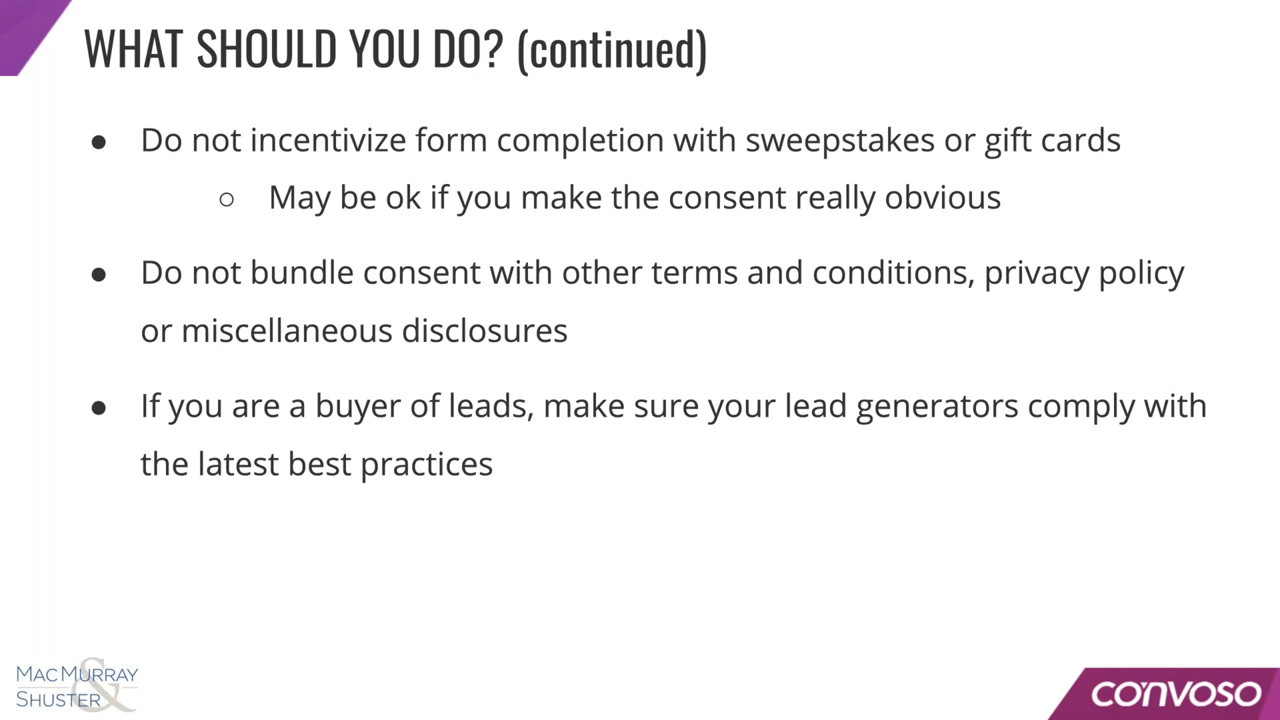 WHAT SHOULD YOU DO? (continued)
● Do not incentivize form completion with sweepstakes or gift cards
○ May be ok if you make the consent really obvious
● Do not bundle consent with other terms and conditions, privacy policy
or miscellaneous disclosures
● If you are a buyer of leads, make sure your lead generators comply with
the latest best practices
MACMURRAY
& SHUSTER
CONVOSO